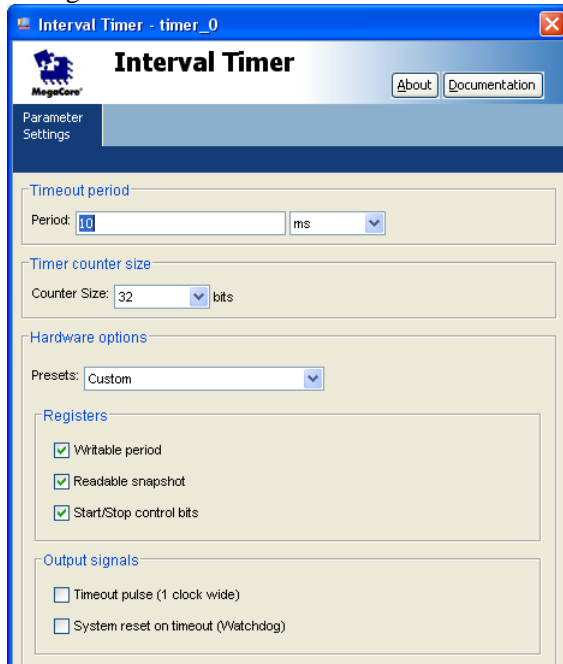 Interval Timer - timer_0
MegaCore'
Interval Timer
About
Documentation
Parameter
Settings
Timeout period
Period: 10 ms
Timer counter size
Counter Size: 32 bits
Hardware options
Presets: Custom
Registers
Writable period
Readable snapshot
Start/Stop control bits
Output signals
Timeout pulse (1 clock wide)
System reset on timeout (Watchdog)